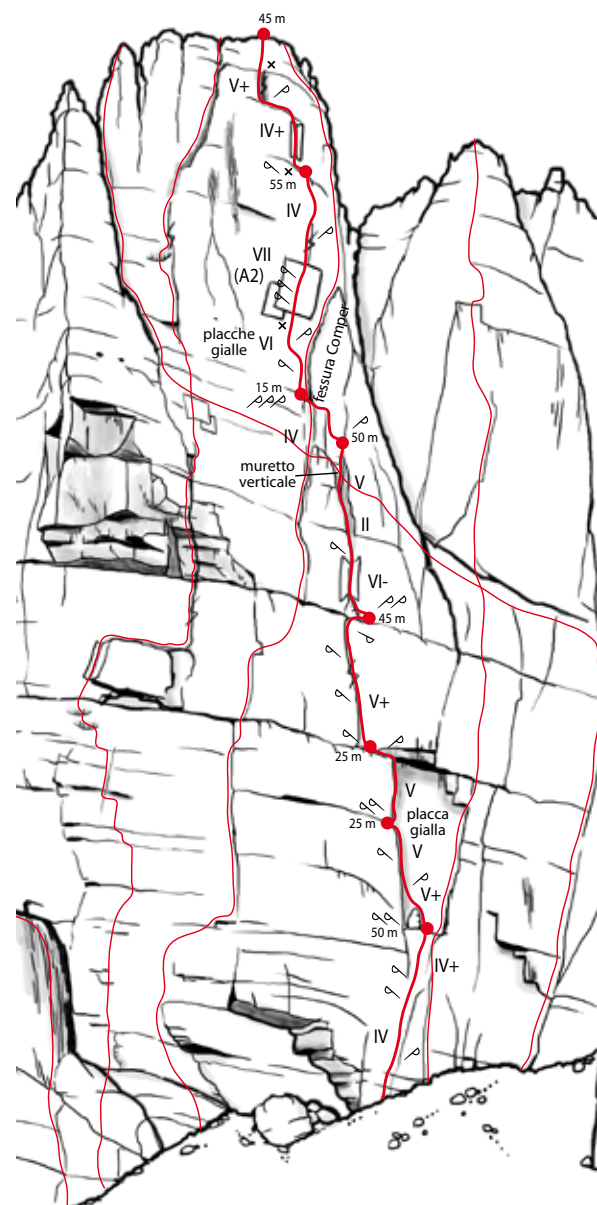 45 m
V+
IV+
55 m
IV
VII
(A2)
placche
gialle
VI
fessura Comper
15 m
IV
50 m
muretto
verticale
V
II
VI-
45 m
V+
25 m
V
placca
gialla
25 m
V
V+
50 m
IV+
IV